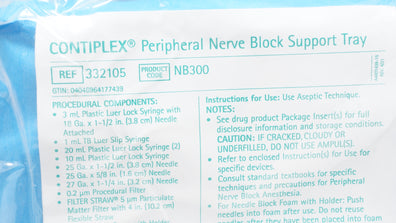 CONTIPLEX® Peripheral Nerve Block Support Tray
REF 332105 PRODUCT CODE NB300
GTIN: 04046964177439
PROCEDURAL COMPONENTS:
• 3 mL Plastic Luer Lock Syringe with
18 Ga. x 1-1/2 in. (3.8 cm) Needle
Attached
• 1 mL TB Luer Slip Syringe
• 20 mL Plastic Luer Lock Syringe (2)
• 10 mL Plastic Luer Lock Syringe
• 25 Ga. x 1-1/2 in. (3.8 cm) Needle
• 25 Ga. x 5/8 in. (1.6 cm) Needle
• 27 Ga. x 1-1/4 in. (3.2 cm) Needle
• 0.2 µm Procedural Filter
• FILTER STRAW® 5 µm Particulate
Matter Filter with 4 in. (10.2 cm)
Flexible Straw
Instructions for Use: Use Aseptic Technique.
NOTES:
• See drug product Package Insert(s) for full
disclosure information and storage conditions.
CAUTION: IF CRACKED, CLOUDY OR
UNDERFILLED, DO NOT USE AMPUL(S).
• Refer to enclosed Instruction(s) for Use for
specific devices.
• Consult standard textbooks for specific
techniques and precautions for Peripheral
Nerve Block Anesthesia.
• For Needle Block Foam with Holder: Push
needles into foam after use. Do not reuse
needles after they have been placed into foam